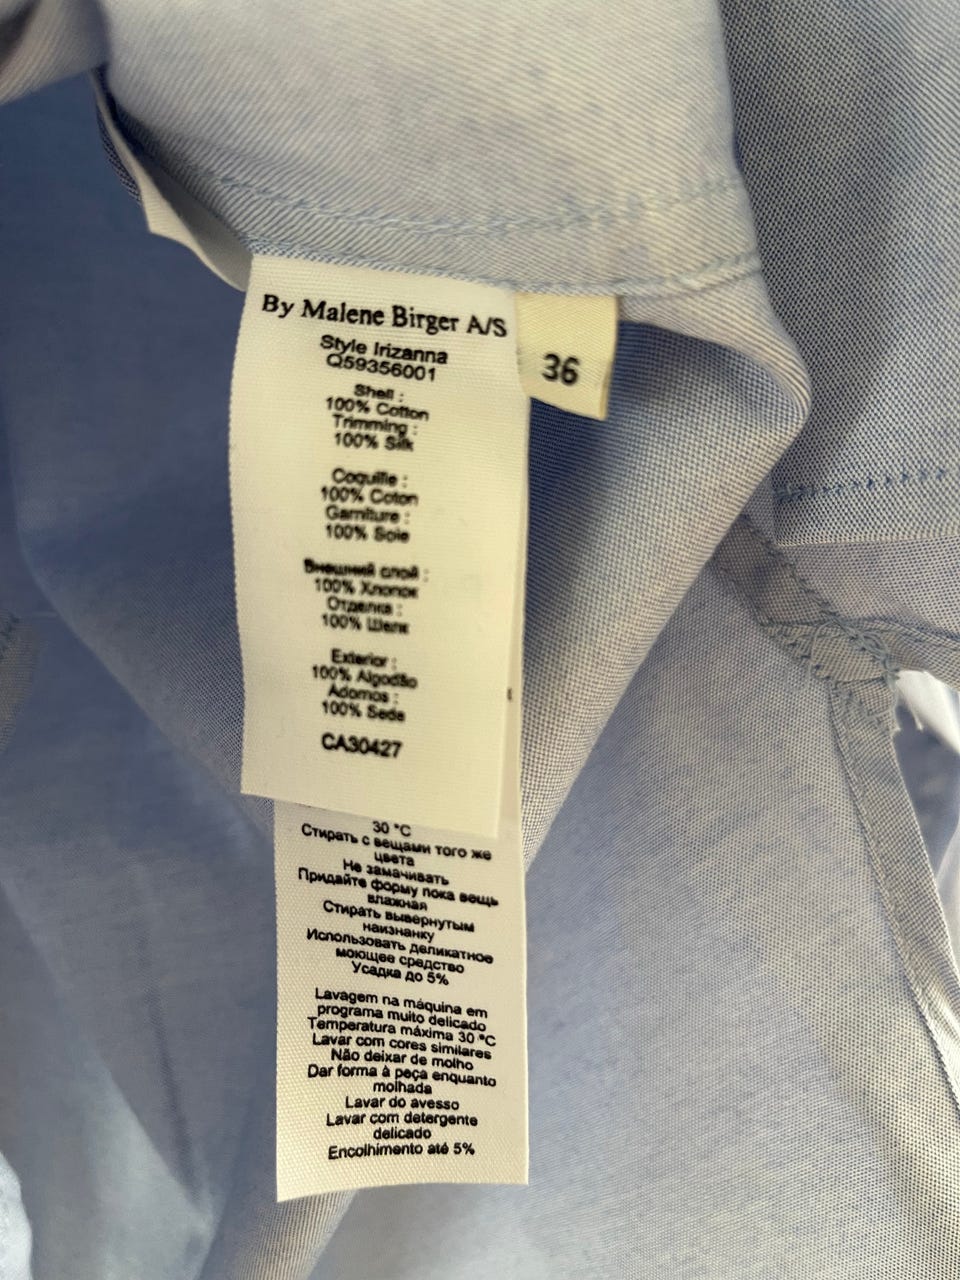 By Malene Birger A/S
Style Irizanna
Q59356001
Shell :
100% Cotton
Trimming :
100% Silk
Coquille :
100% Coton
Garniture :
100% Soie
Внешний слой :
100% Хлопок
Отделка :
100% Шелк
Exterior :
100% Algodão
Adornos :
100% Seda
CA30427
36
30 °C
Стирать с вещами того же
цвета
Не замачивать
Придайте форму пока вещь
влажная
Стирать вывернутым
наизнанку
Использовать деликатное
моющее средство
Усадка до 5%
Lavagem na máquina em
programa muito delicado
Temperatura máxima 30 °C
Lavar com cores similares
Não deixar de molho
Dar forma à peça enquanto
molhada
Lavar do avesso
Lavar com detergente
delicado
Encolhimento até 5%